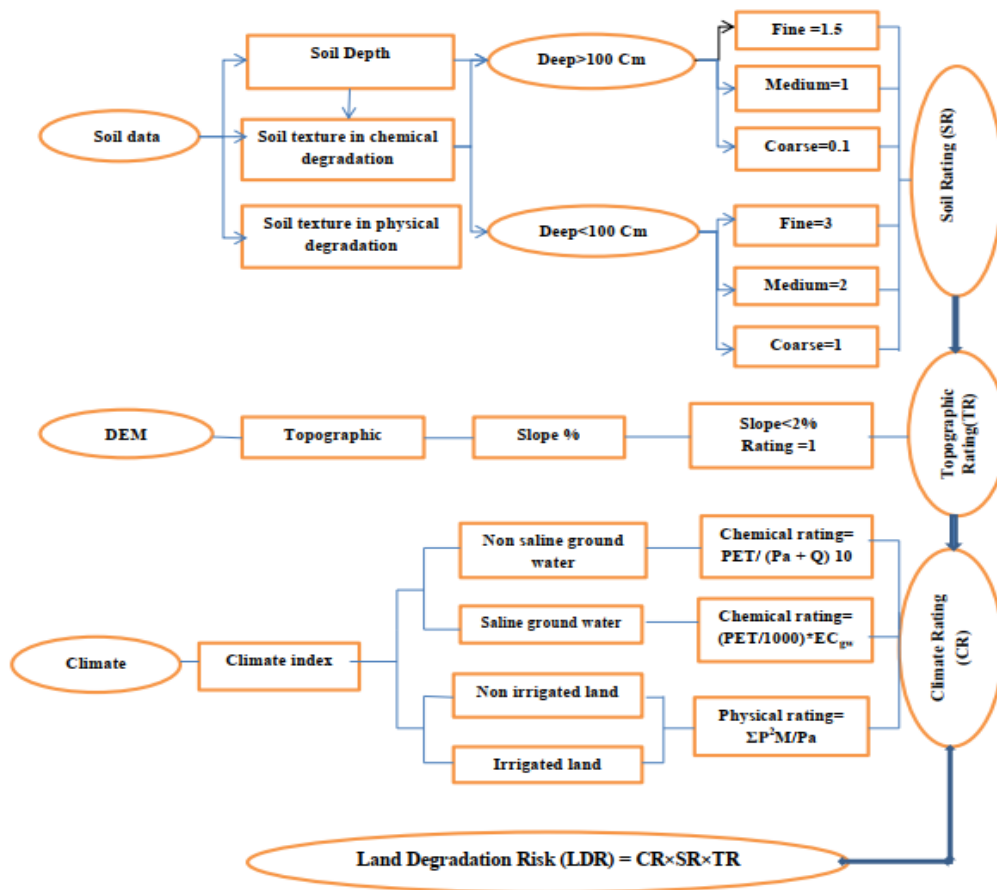 Soil data
Soil Depth
Soil texture in chemical
degradation
Soil texture in physical
degradation
Deep>100 Cm
Deep<100 Cm
Fine =1.5
Medium=1
Coarse=0.1
Fine=3
Medium=2
Coarse=1
Soil Rating (SR)
DEM
Topographic
Slope %
Slope<2%
Rating =1
Topographic
Rating(TR)
Climate
Climate index
Non saline ground
water
Saline ground water
Non irrigated land
Irrigated land
Chemical rating=
PET/ (Pa + Q) 10
Chemical rating=
(PET/1000)*ECgw
Physical rating=
ΣP²M/Pa
Climate Rating
(CR)
Land Degradation Risk (LDR) = CR×SR×TR